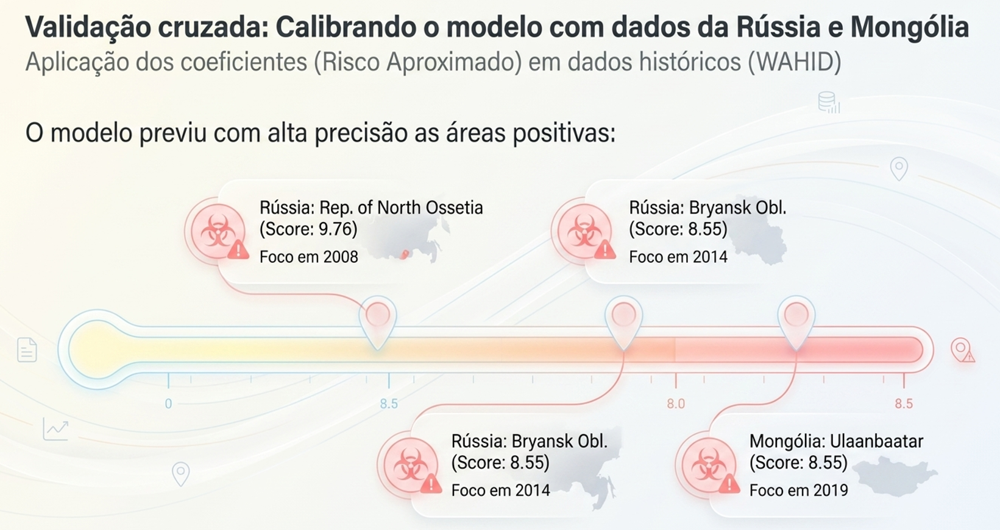 Validação cruzada: Calibrando o modelo com dados da Rússia e Mongólia
Aplicação dos coeficientes (Risco Aproximado) em dados históricos (WAHID)
O modelo previu com alta precisão as áreas positivas:
Rússia: Rep. of North Ossetia
(Score: 9.76)
Foco em 2008
Rússia: Bryansk Obl.
(Score: 8.55)
Foco em 2014
0
8.5
8.0
8.5
Rússia: Bryansk Obl.
(Score: 8.55)
Foco em 2014
Mongólia: Ulaanbaatar
(Score: 8.55)
Foco em 2019